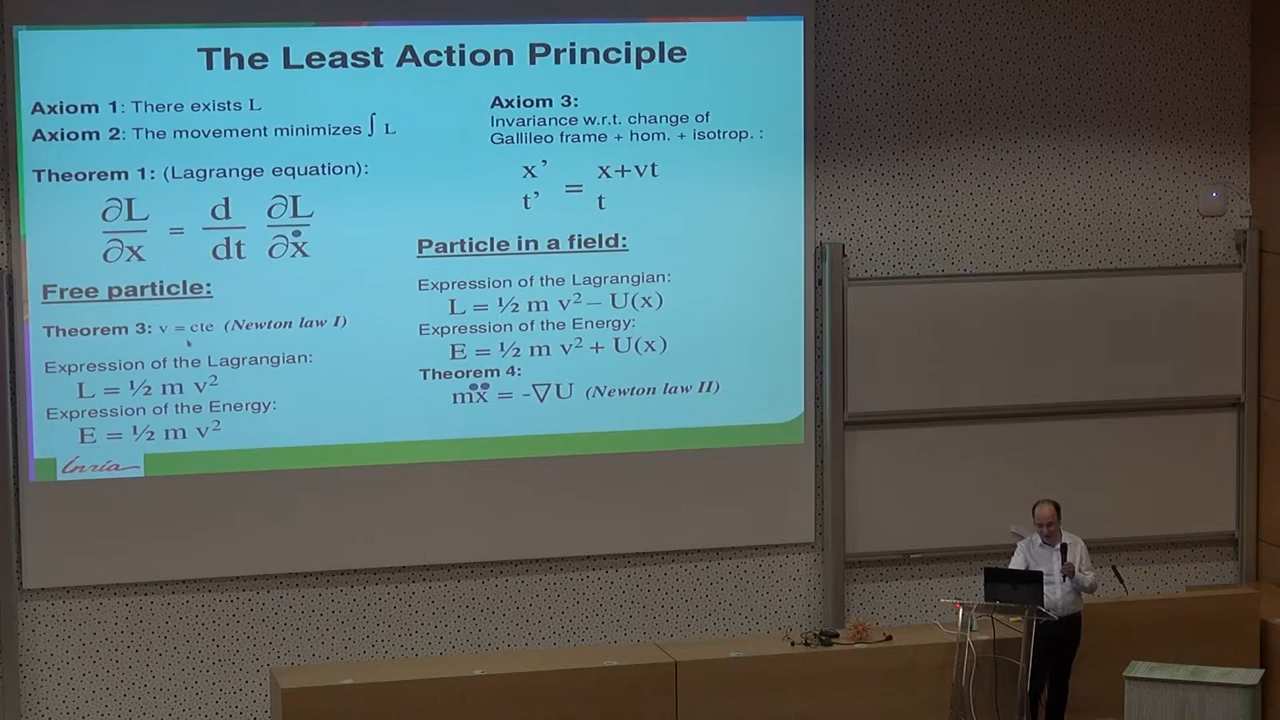 The Least Action Principle
Axiom 1: There exists L
Axiom 2: The movement minimizes ∫ L
Theorem 1: (Lagrange equation):
∂L/∂x = d/dt ∂L/∂ẋ
Free particle:
Theorem 3: v = cte (Newton law I)
Expression of the Lagrangian:
L = ½ m v²
Expression of the Energy:
E = ½ m v²
Axiom 3:
Invariance w.r.t. change of
Gallileo frame + hom. + isotrop. :
x’ = x+vt
t’ t
Particle in a field:
Expression of the Lagrangian:
L = ½ m v² – U(x)
Expression of the Energy:
E = ½ m v² + U(x)
Theorem 4:
mẍ = -∇U (Newton law II)
Inria